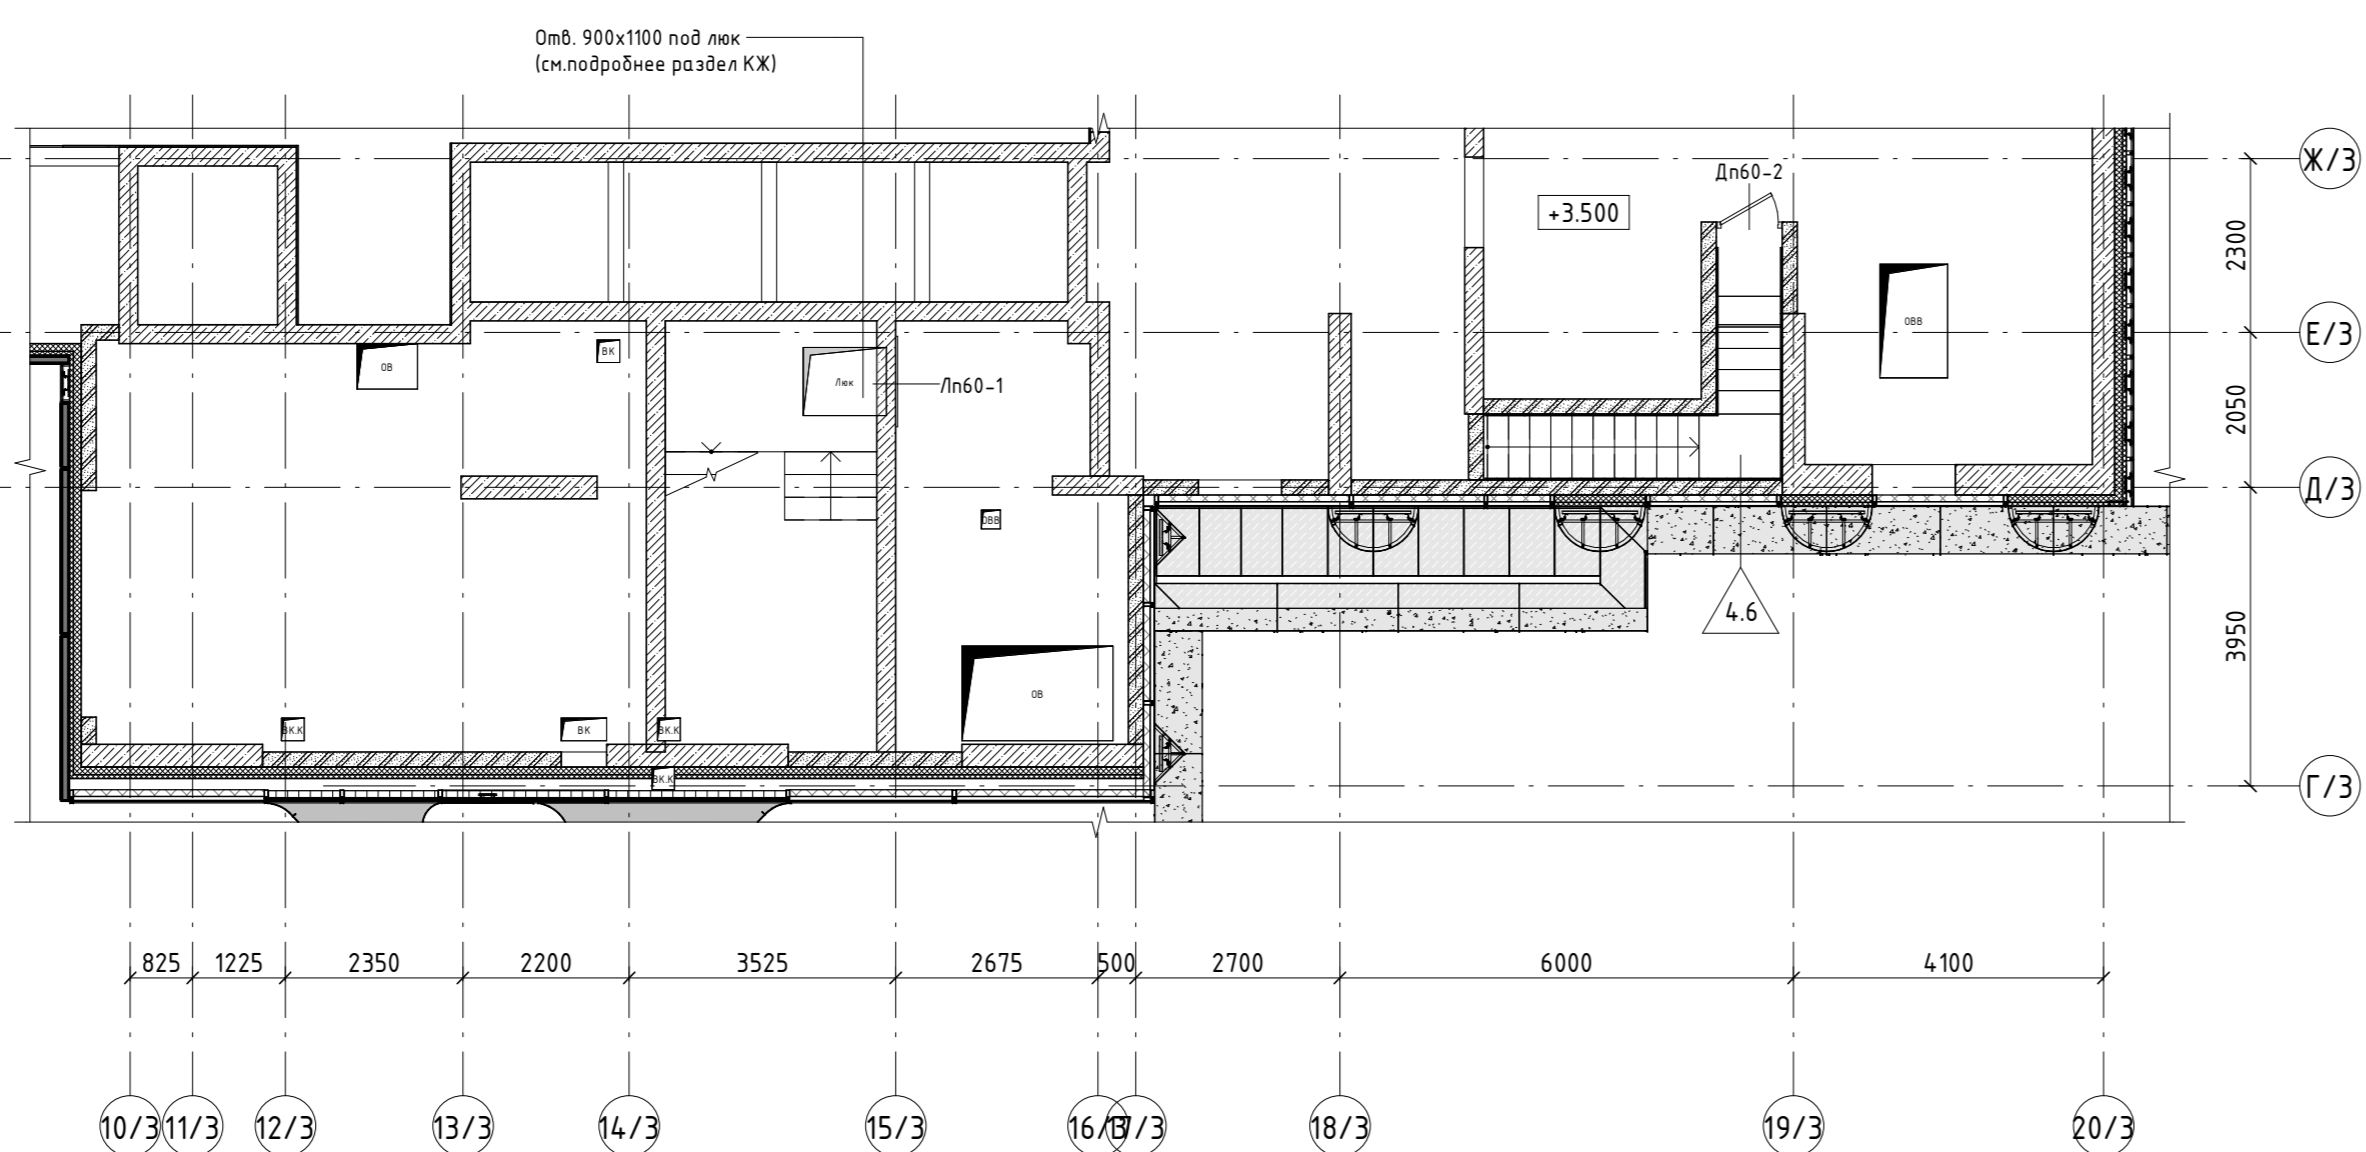 Отв. 900х1100 под люк
(см.подробнее раздел КЖ)
Ж/3
Дп60-2
+3.500
2300
ОВВ
Е/3
ВК
ОВ
Люк
Лп60-1
2050
Д/3
ОВВ
4.6
3950
ОВ
ВК.К
ВК
ВК.К
ВК.К
Г/3
825
1225
2350
2200
3525
2675
500
2700
6000
4100
10/3
11/3
12/3
13/3
14/3
15/3
16/3
17/3
18/3
19/3
20/3